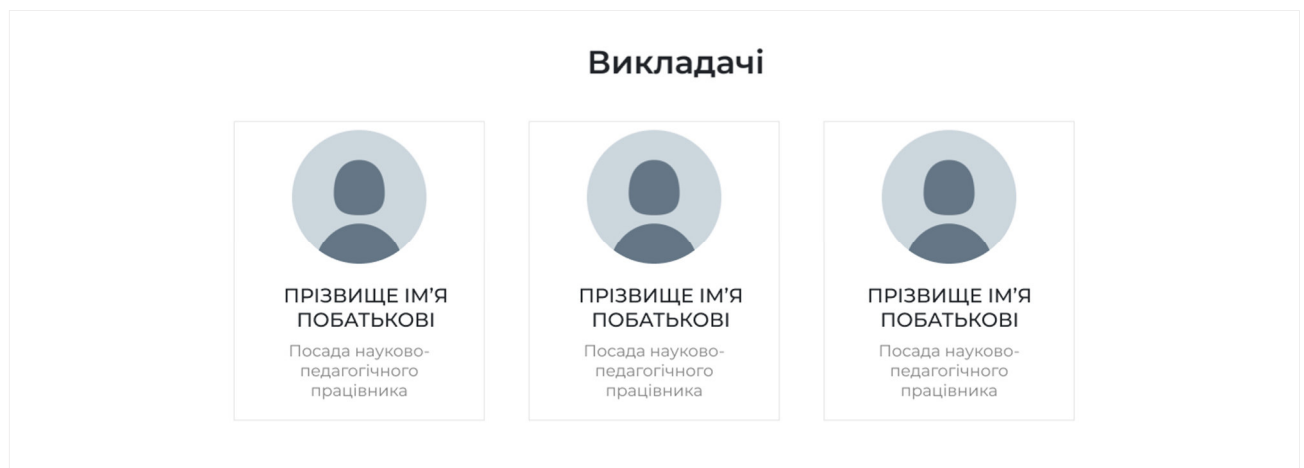 Викладачі
ПРІЗВИЩЕ ІМ’Я
ПОБАТЬКОВІ
Посада науково-
педагогічного
працівника
ПРІЗВИЩЕ ІМ’Я
ПОБАТЬКОВІ
Посада науково-
педагогічного
працівника
ПРІЗВИЩЕ ІМ’Я
ПОБАТЬКОВІ
Посада науково-
педагогічного
працівника